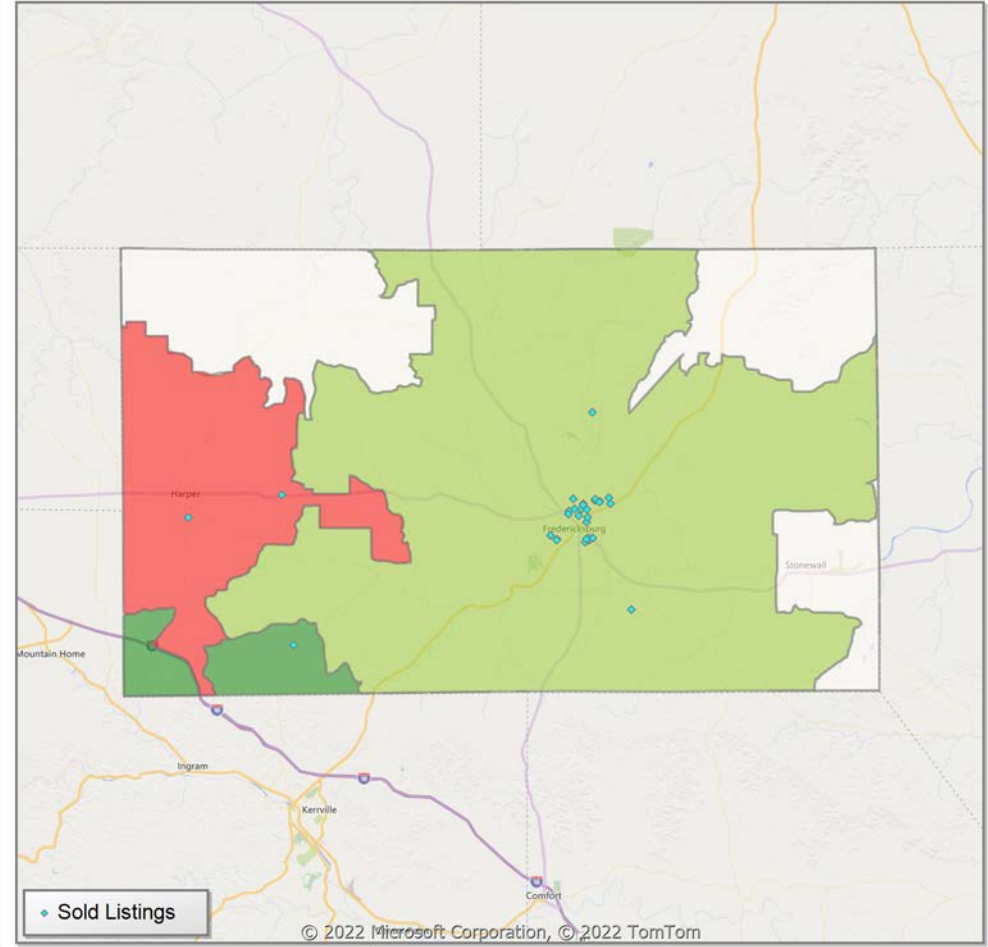 Harper
Fredericksburg
Stonewall
Mountain Home
Ingram
Kerrville
Comfort
Sold Listings
© 2022 Microsoft Corporation, © 2022 TomTom